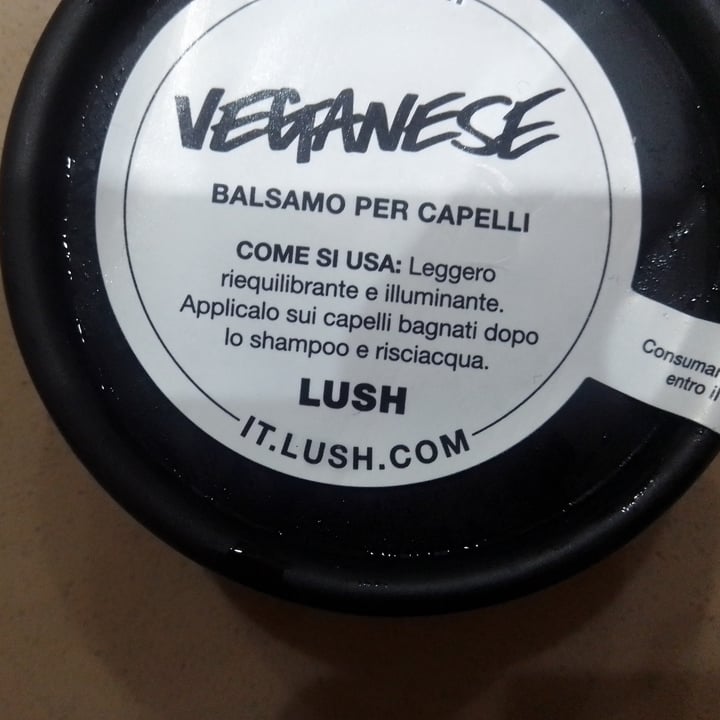 VEGANESE
BALSAMO PER CAPELLI
COME SI USA: Leggero
riequilibrante e illuminante.
Applicalo sui capelli bagnati dopo
lo shampoo e risciacqua.
LUSH
IT.LUSH.COM
entro il